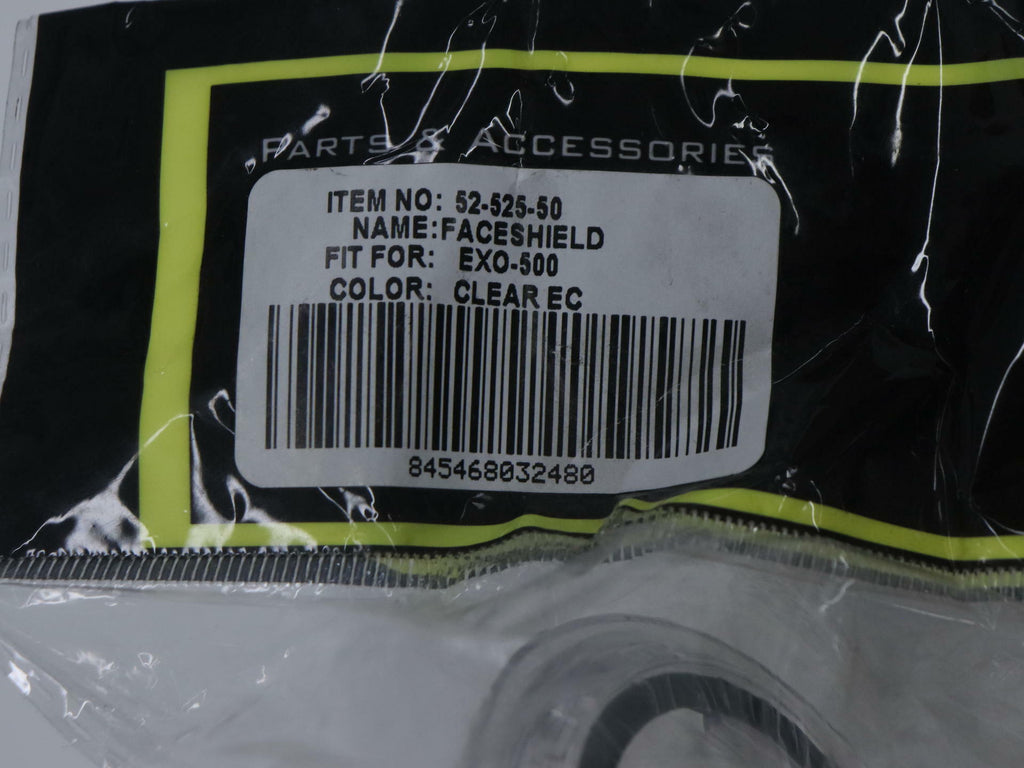 PARTS & ACCESSORIES
ITEM NO: 52-525-50
NAME:FACESHIELD
FIT FOR: EXO-500
COLOR: CLEAR EC
845468032480